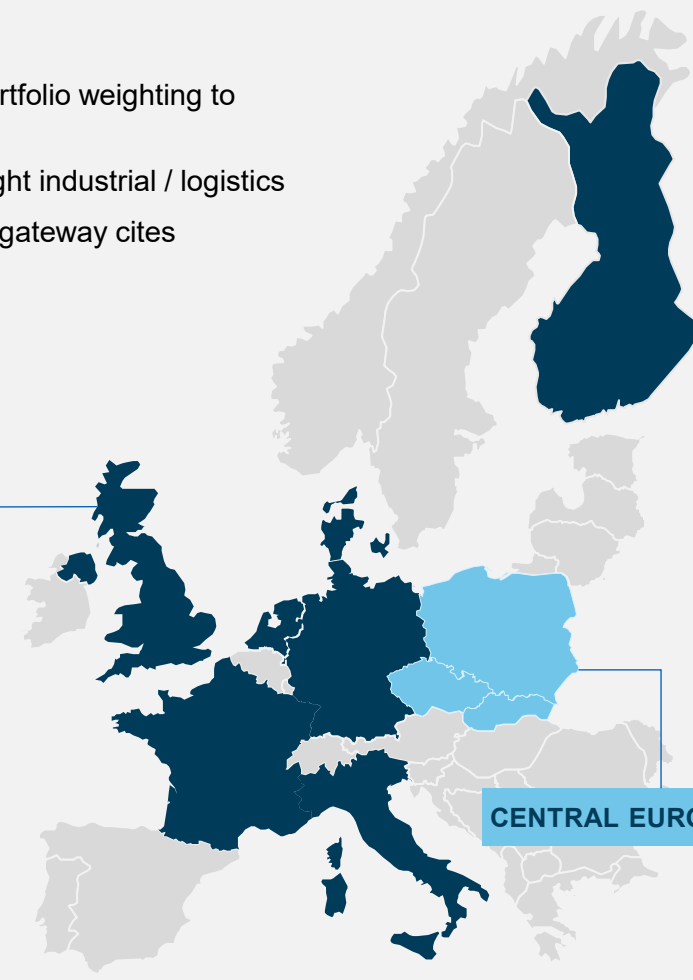 rtfolio weighting to
ght industrial / logistics
gateway cites
CENTRAL EURO